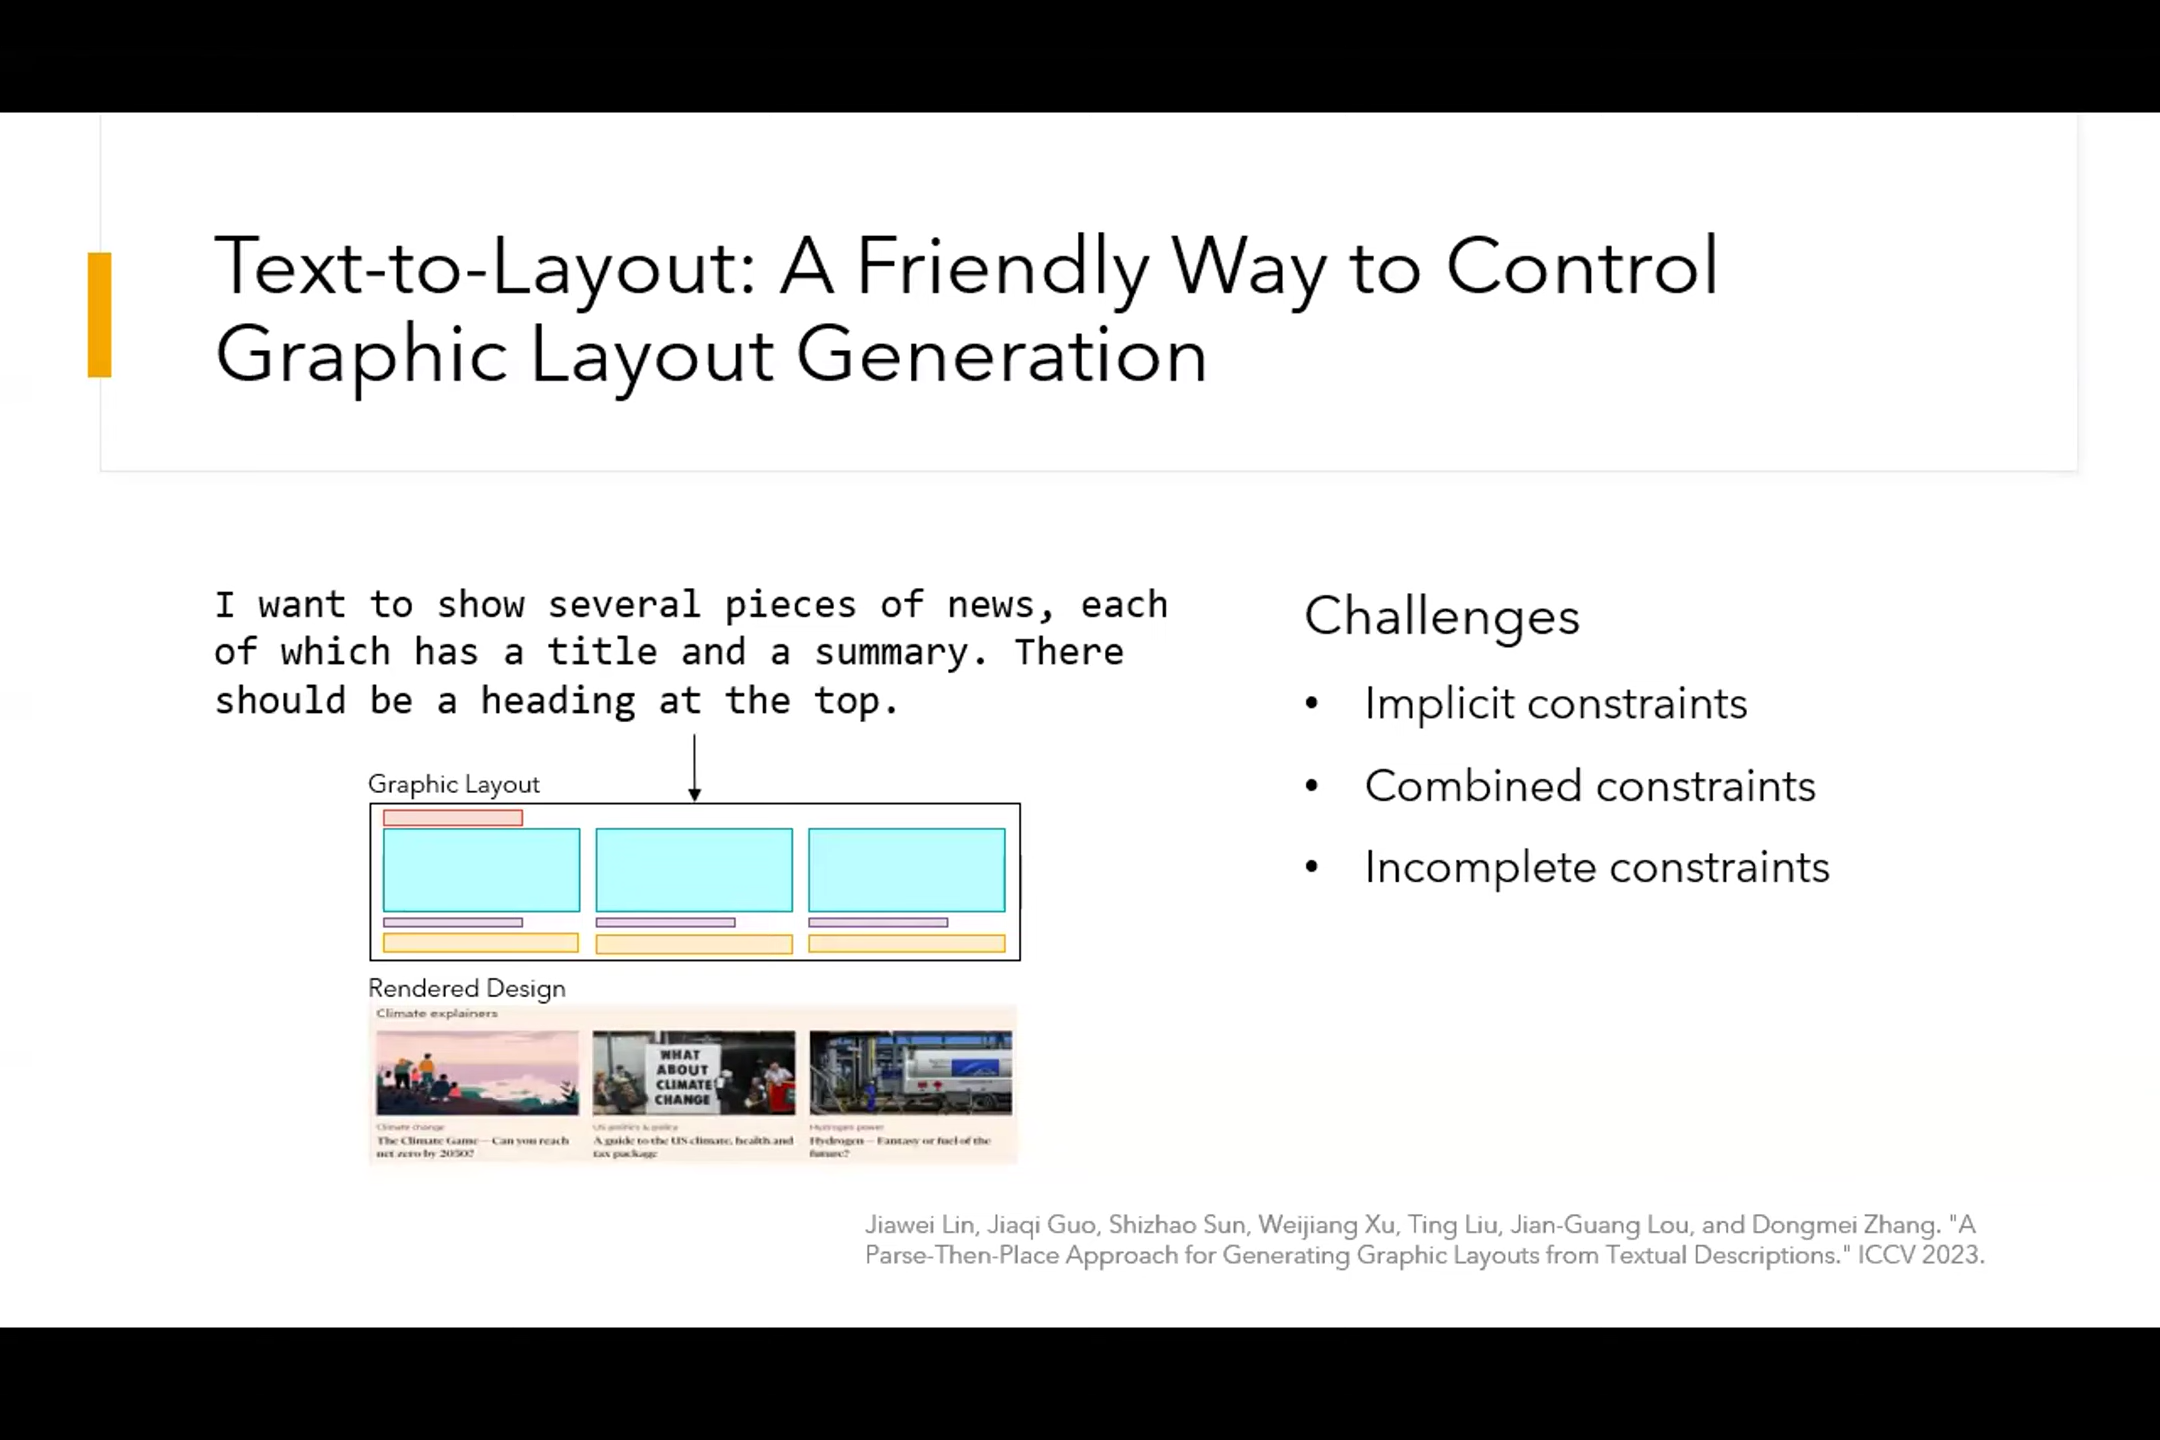 Text-to-Layout: A Friendly Way to Control
Graphic Layout Generation
I want to show several pieces of news, each
of which has a title and a summary. There
should be a heading at the top.
Graphic Layout
Rendered Design
Climate explainers
WHAT
ABOUT
CLIMATE
CHANGE
Climate change
The Climate Game — Can you reach
net zero by 2050?
US politics & policy
A guide to the US climate, health and
tax package
Hydrogen power
Hydrogen — Fantasy or fuel of the
future?
Challenges
• Implicit constraints
• Combined constraints
• Incomplete constraints
Jiawei Lin, Jiaqi Guo, Shizhao Sun, Weijiang Xu, Ting Liu, Jian-Guang Lou, and Dongmei Zhang. "A
Parse-Then-Place Approach for Generating Graphic Layouts from Textual Descriptions." ICCV 2023.